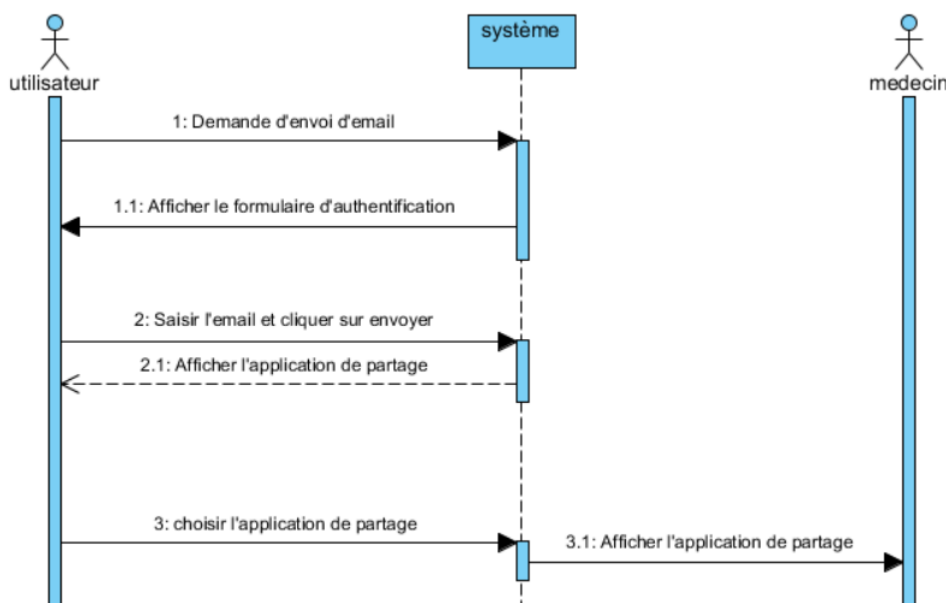 système
utilisateur
medecin
1: Demande d'envoi d'email
1.1: Afficher le formulaire d'authentification
2: Saisir l'email et cliquer sur envoyer
2.1: Afficher l'application de partage
3: choisir l'application de partage
3.1: Afficher l'application de partage